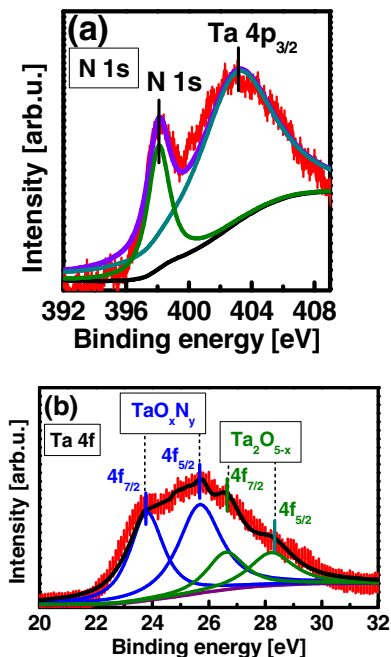 (a)
N 1s
N 1s
Ta 4p3/2
Intensity [arb.u.]
392 396 400 404 408
Binding energy [eV]
(b)
TaOxNy
Ta 4f
Ta2O5-x
4f7/2
4f5/2
4f7/2
4f5/2
Intensity [arb.u.]
20 22 24 26 28 30 32
Binding energy [eV]